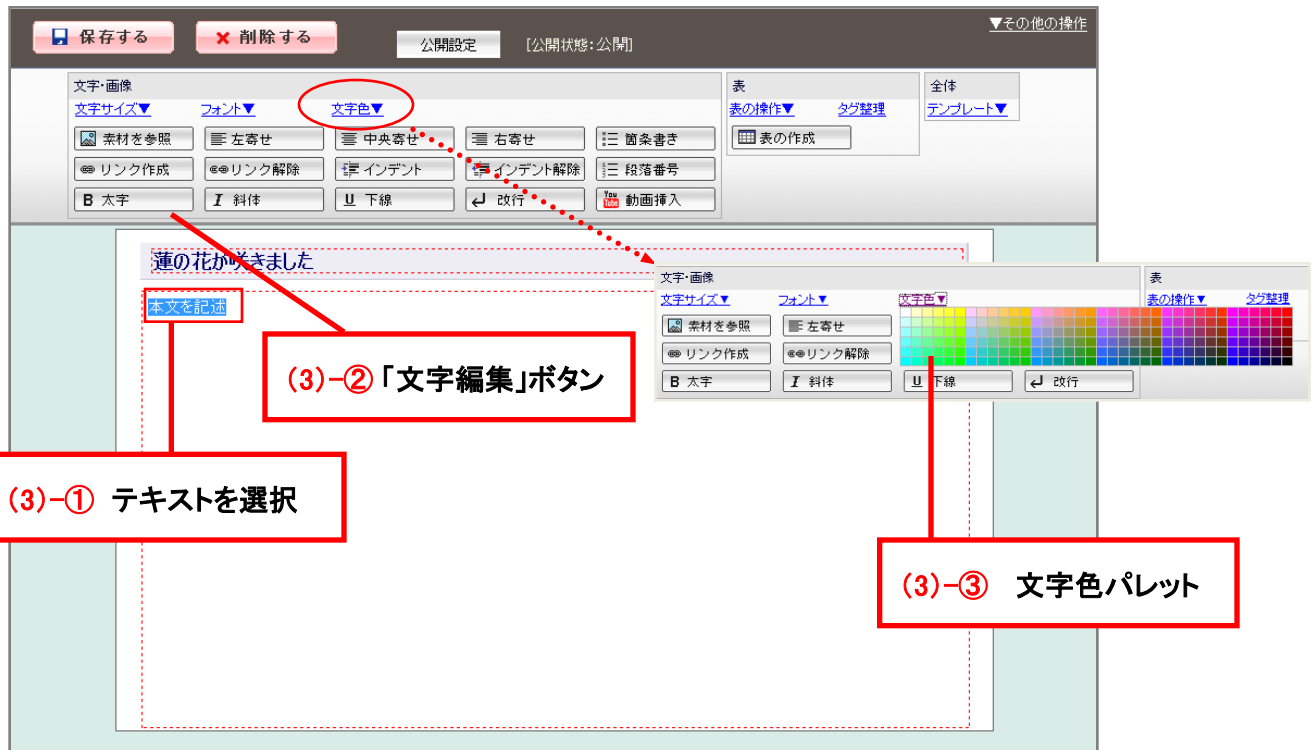 保存する 削除する 公開設定 [公開状態:公開] ▼その他の操作
文字・画像 表 全体
文字サイズ▼ フォント▼ 文字色▼ 表の操作▼ タグ整理 テンプレート▼
素材を参照 左寄せ 中央寄せ 右寄せ 箇条書き 表の作成
リンク作成 リンク解除 インデント インデント解除 段落番号
B 太字 I 斜体 U 下線 改行 You Tube 動画挿入
蓮の花が咲きました
本文を記述
文字・画像 表
文字サイズ▼ フォント▼ 文字色▼ 表の操作▼ タグ整理
素材を参照 左寄せ
リンク作成 リンク解除
B 太字 I 斜体 U 下線 改行
(3)-② 「文字編集」ボタン
(3)-① テキストを選択
(3)-③ 文字色パレット